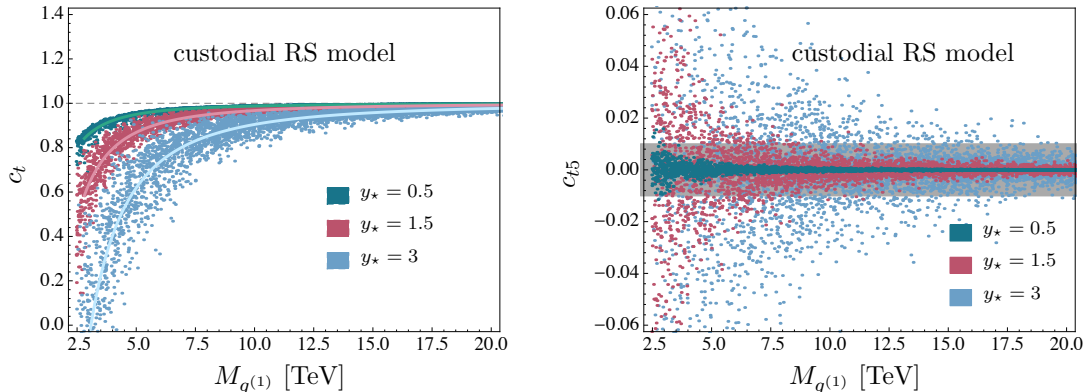 1.4
1.2
1.0
0.8
0.6
0.4
0.2
0.0
c_t
custodial RS model
y⋆ = 0.5
y⋆ = 1.5
y⋆ = 3
2.5 5.0 7.5 10.0 12.5 15.0 17.5 20.0
M_g(1) [TeV]
0.06
0.04
0.02
0.00
−0.02
−0.04
−0.06
c_t5
custodial RS model
y⋆ = 0.5
y⋆ = 1.5
y⋆ = 3
2.5 5.0 7.5 10.0 12.5 15.0 17.5 20.0
M_g(1) [TeV]